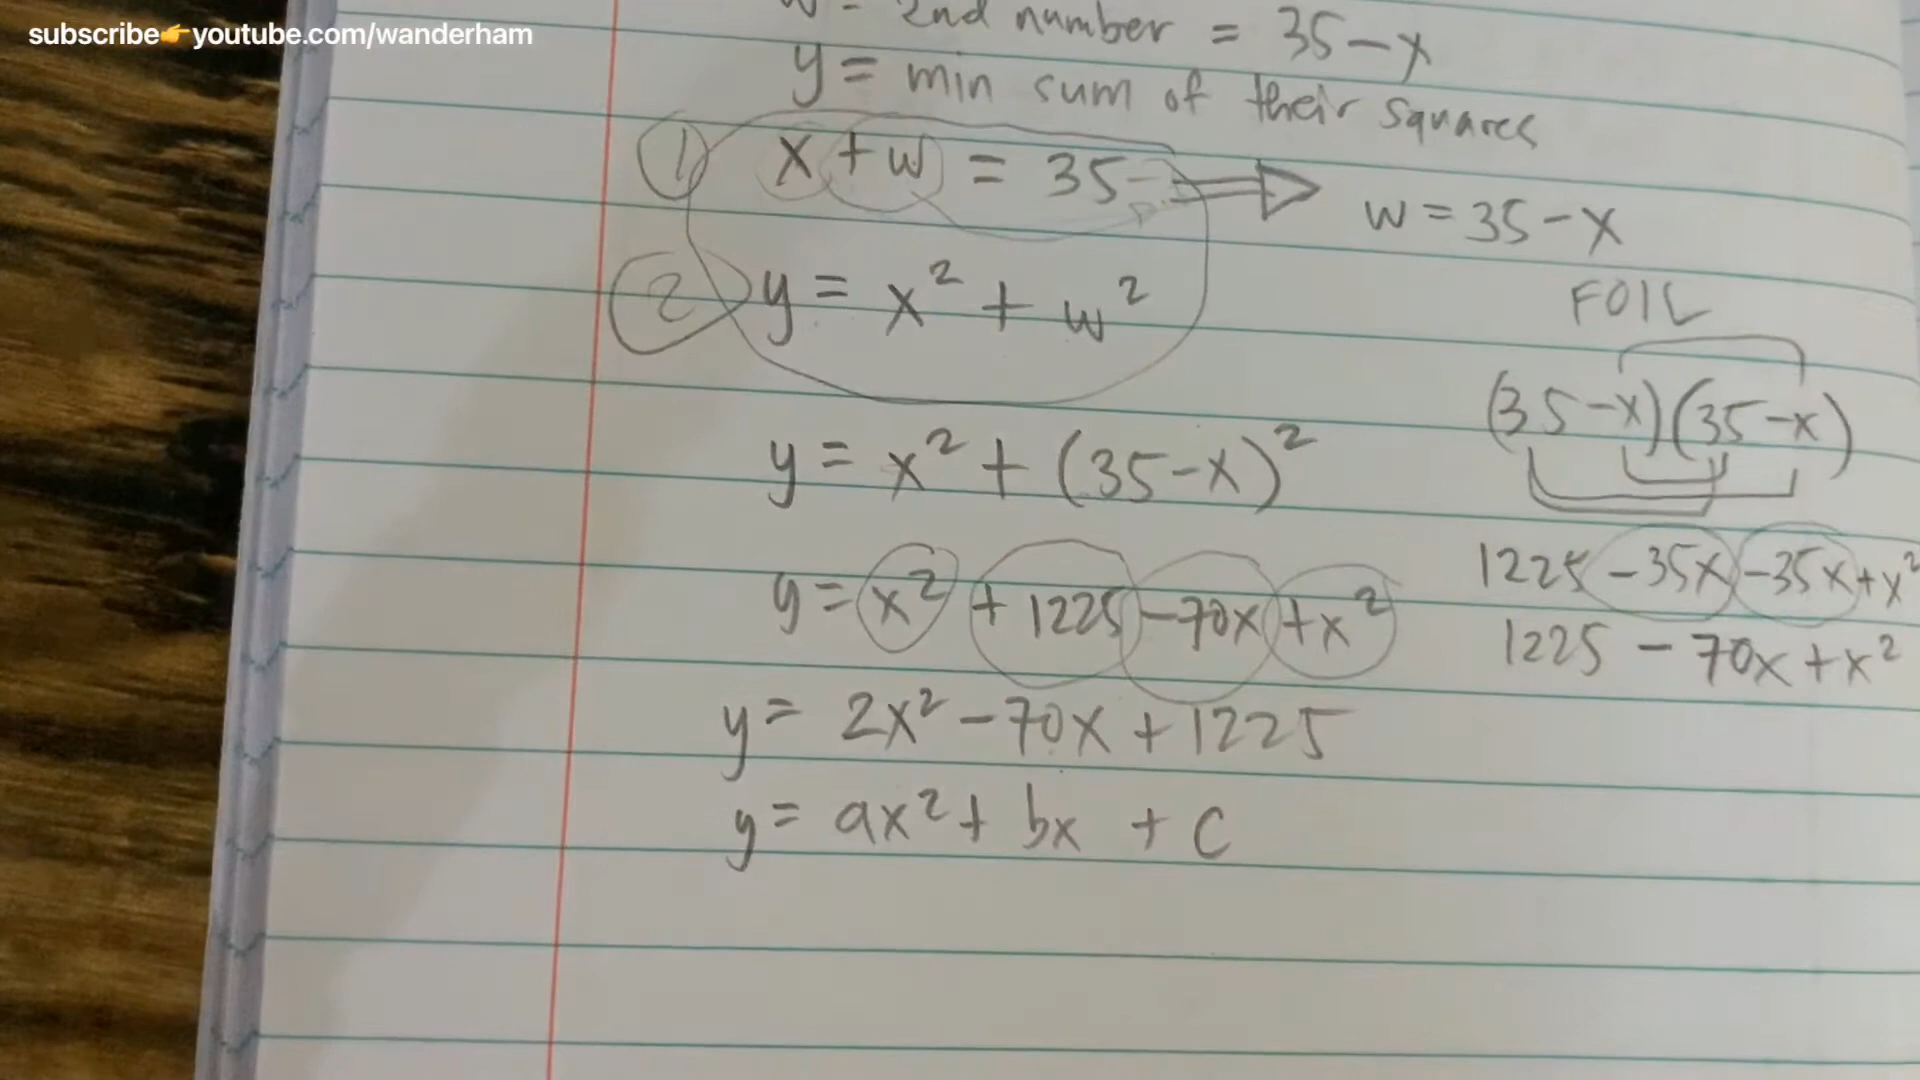 subscribe👉youtube.com/wanderham
w - 2nd number = 35-x
y = min sum of their squares
① x + w = 35 ⇒ w = 35 - x
② y = x² + w²
FOIL
(35-x)(35-x)
y = x² + (35-x)²
1225 -35x -35x +x²
y = x² + 1225 -70x +x²
1225 - 70x + x²
y = 2x² - 70x + 1225
y = ax² + bx + c